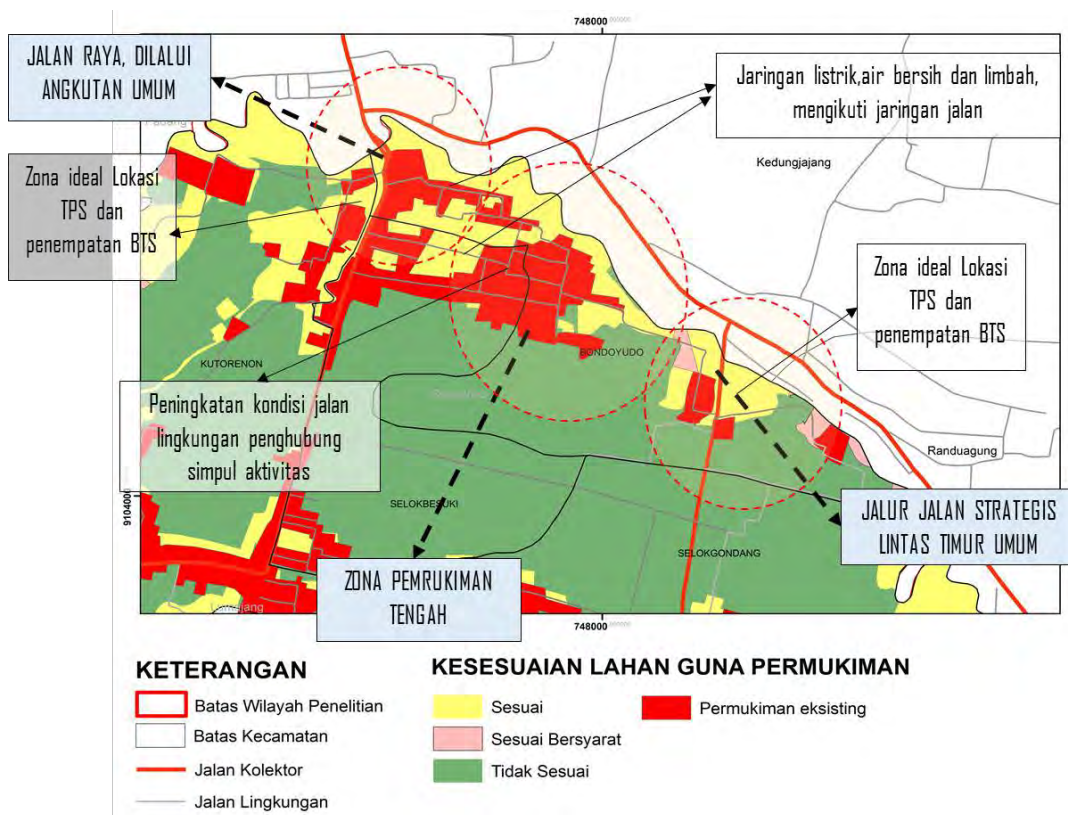 748000
JALAN RAYA, DILALUI
ANGKUTAN UMUM
Jaringan listrik,air bersih dan limbah,
mengikuti jaringan jalan
Padang
Kedungjajang
Zona ideal Lokasi
TPS dan
penempatan BTS
Zona ideal Lokasi
TPS dan
penempatan BTS
BONDOYUDO
KUTORENON
Peningkatan kondisi jalan
lingkungan penghubung
simpul aktivitas
Randuagung
9104000
SELOKBESUKI
JALUR JALAN STRATEGIS
LINTAS TIMUR UMUM
SELOKGONDANG
ZONA PEMRUKIMAN
TENGAH
Lumajang
748000
KETERANGAN
Batas Wilayah Penelitian
Batas Kecamatan
Jalan Kolektor
Jalan Lingkungan
KESESUAIAN LAHAN GUNA PERMUKIMAN
Sesuai
Sesuai Bersyarat
Tidak Sesuai
Permukiman eksisting